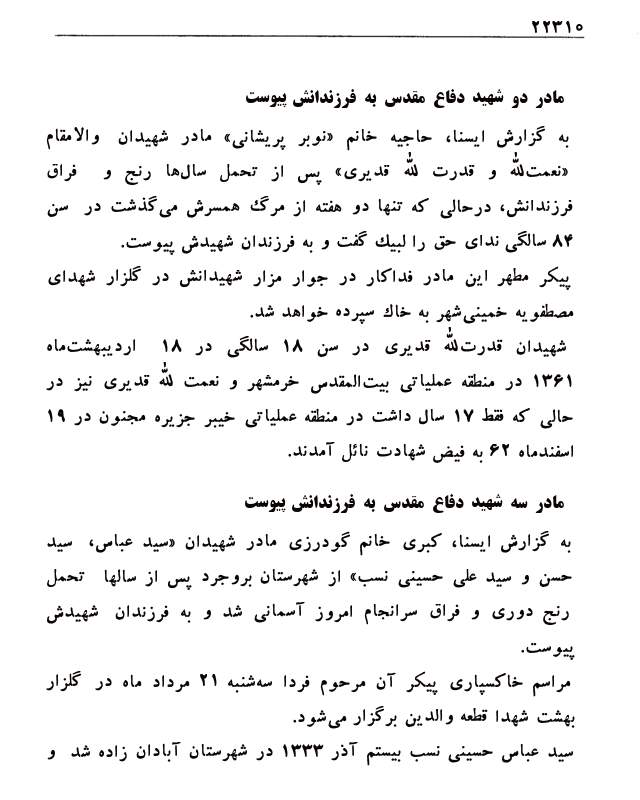 ۲۲۳۱۰
مادر دو شهید دفاع مقدس به فرزندانش پیوست
به گزارش ایسنا، حاجیه خانم «نوبر پریشانی» مادر شهیدان والامقام
«نعمت‌الله و قدرت الله قدیری» پس از تحمل سال‌ها رنج و فراق
فرزندانش، درحالی که تنها دو هفته از مرگ همسرش می‌گذشت در سن
۸۴ سالگی ندای حق را لبیك گفت و به فرزندان شهیدش پیوست.
پیکر مطهر این مادر فداکار در جوار مزار شهیدانش در گلزار شهدای
مصطفویه خمینی‌شهر به خاك سپرده خواهد شد.
شهیدان قدرت‌الله قدیری در سن ۱۸ سالگی در ۱۸ اردیبهشت‌ماه
۱۳۶۱ در منطقه عملیاتی بیت‌المقدس خرمشهر و نعمت الله قدیری نیز در
حالی که فقط ۱۷ سال داشت در منطقه عملیاتی خیبر جزیره مجنون در ۱۹
اسفندماه ۶۲ به فیض شهادت نائل آمدند.
مادر سه شهید دفاع مقدس به فرزندانش پیوست
به گزارش ایسنا، کبری خانم گودرزی مادر شهیدان «سید عباس، سید
حسن و سید علی حسینی نسب» از شهرستان بروجرد پس از سالها تحمل
رنج دوری و فراق سرانجام امروز آسمانی شد و به فرزندان شهیدش
پیوست.
مراسم خاکسپاری پیکر آن مرحوم فردا سه‌شنبه ۲۱ مرداد ماه در گلزار
بهشت شهدا قطعه والدین برگزار می‌شود.
سید عباس حسینی نسب بیستم آذر ۱۳۳۳ در شهرستان آبادان زاده شد و